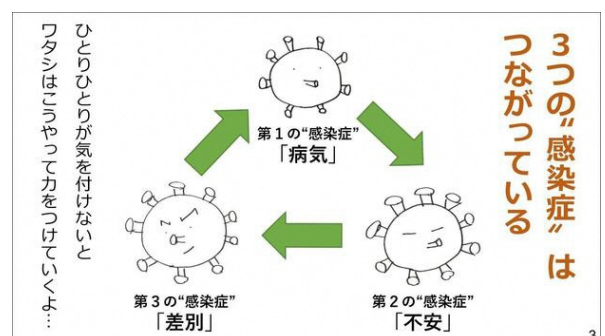 3つの“感染症”は
つながっている
第1の“感染症”
「病気」
第2の“感染症”
「不安」
第3の“感染症”
「差別」
ひとりひとりが気を付けないと
ワタシはこうやって力をつけていくよ…
3